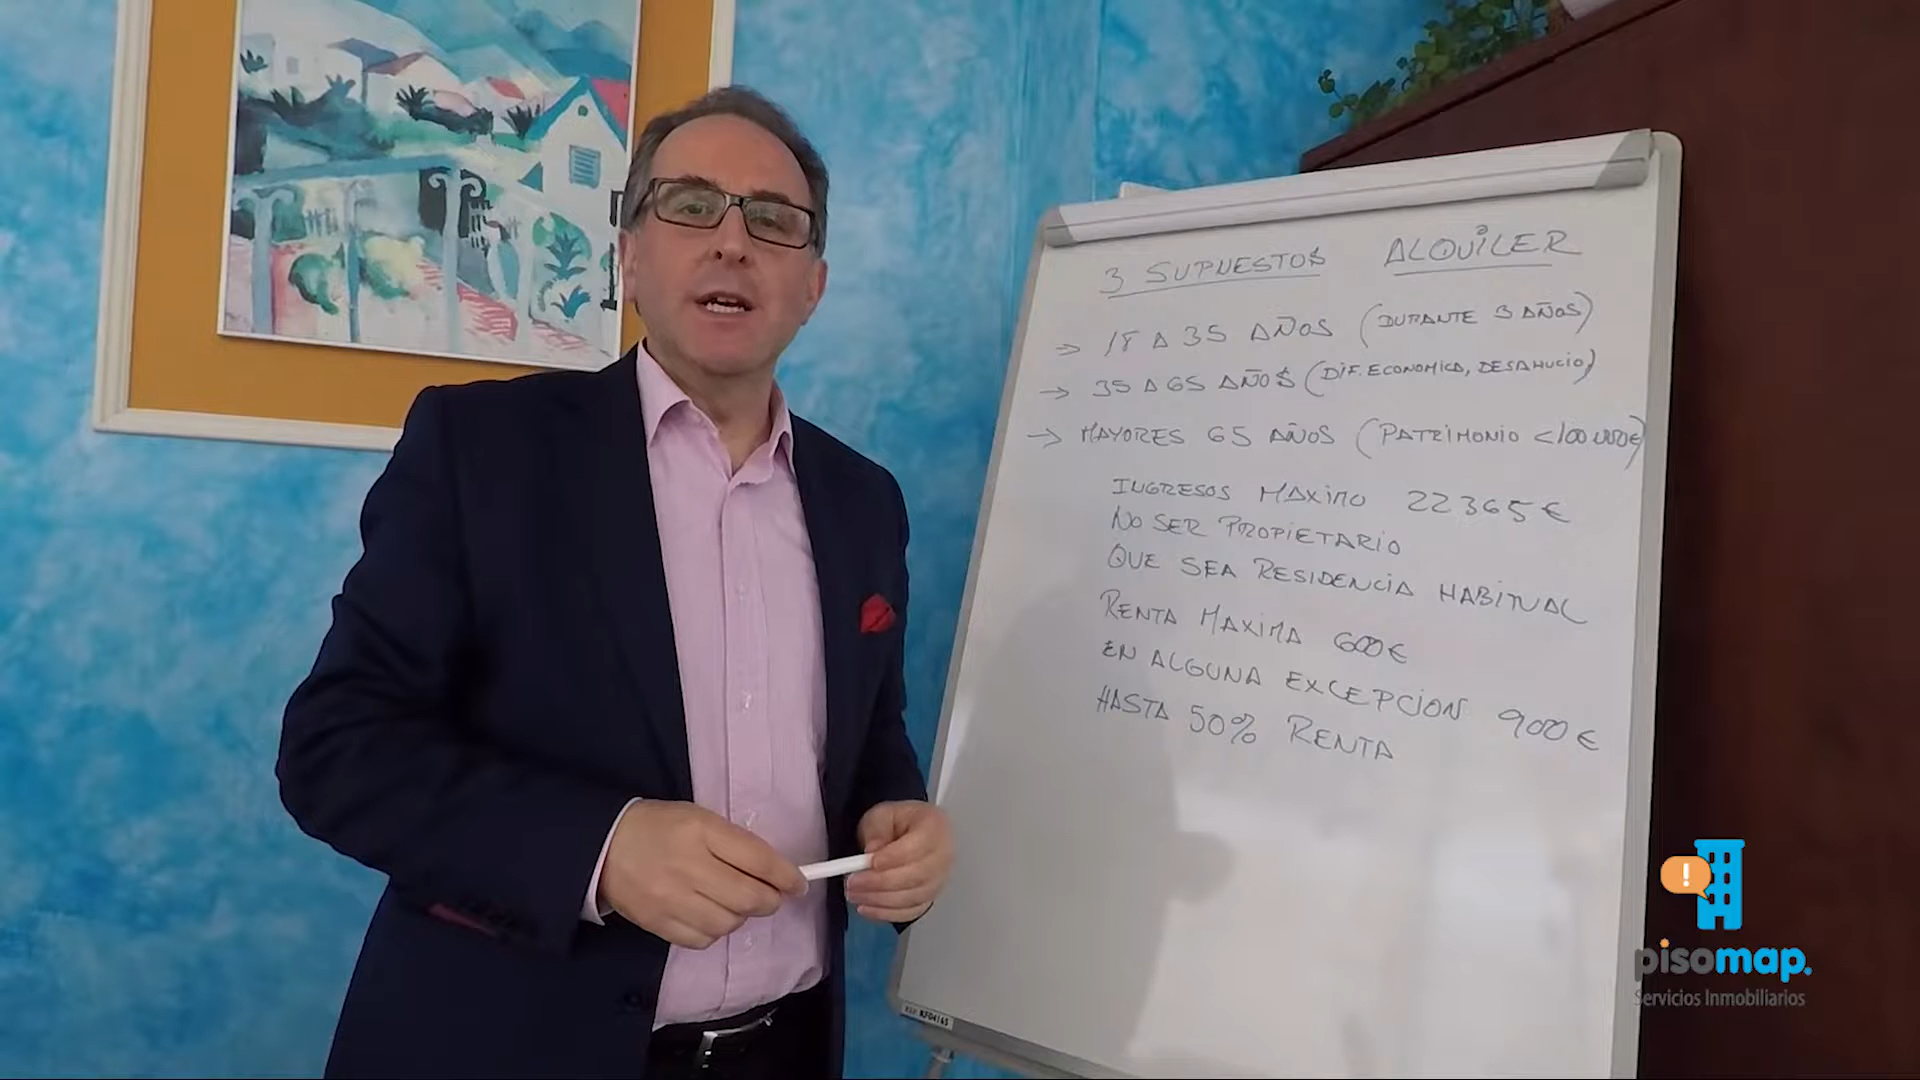 3 SUPUESTOS ALQUILER
→ 18 A 35 AÑOS (DURANTE 3 AÑOS)
→ 35 A 65 AÑOS (DIF. ECONOMICA, DESAHUCIO)
→ MAYORES 65 AÑOS (PATRIMONIO <100.000€)
INGRESOS MAXIMO 22365€
NO SER PROPIETARIO
QUE SEA RESIDENCIA HABITUAL
RENTA MAXIMA 600€
EN ALGUNA EXCEPCION 900€
HASTA 50% RENTA
!
pisomap.
Servicios Inmobiliarios